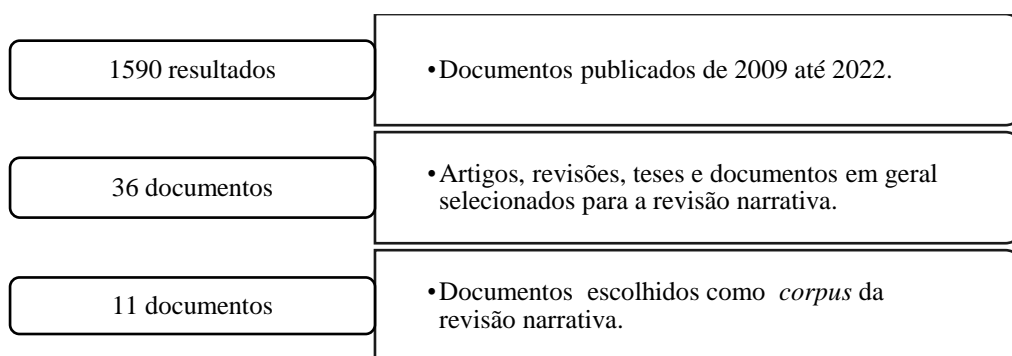 1590 resultados
•Documentos publicados de 2009 até 2022.
36 documentos
•Artigos, revisões, teses e documentos em geral
selecionados para a revisão narrativa.
11 documentos
•Documentos escolhidos como corpus da
revisão narrativa.